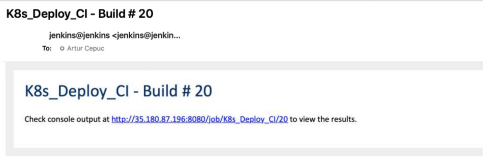 K8s_Deploy_CI - Build # 20
jenkins@jenkins <jenkins@jenkin...
To: Artur Cepuc
K8s_Deploy_CI - Build # 20
Check console output at http://35.180.87.196:8080/job/K8s_Deploy_CI/20 to view the results.